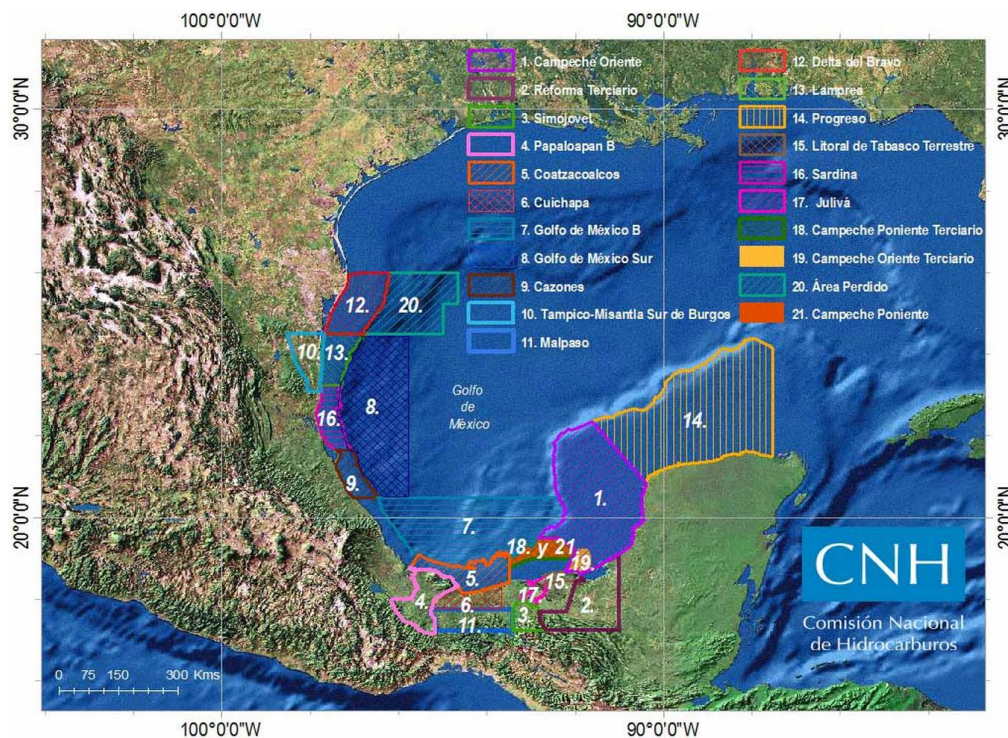 100°0'0"W 90°0'0"W
30°0'0"N
30°0'0"N
20°0'0"N
20°0'0"N
1. Campeche Oriente
2. Reforma Terciario
3. Simojovel
4. Papaloapan B
5. Coatzacoalcos
6. Cuichapa
7. Golfo de México B
8. Golfo de México Sur
9. Cazones
10. Tampico-Misantla Sur de Burgos
11. Malpaso
12. Delta del Bravo
13. Lamprea
14. Progreso
15. Litoral de Tabasco Terrestre
16. Sardina
17. Julivá
18. Campeche Poniente Terciario
19. Campeche Oriente Terciario
20. Área Perdido
21. Campeche Poniente
12.
20.
10.
13.
8.
Golfo
de
México
14.
16.
9.
1.
7.
18. y 21.
19.
5.
15.
17.
4.
6.
2.
3.
11.
CNH
Comisión Nacional
de Hidrocarburos
0 75 150 300 Kms
100°0'0"W 90°0'0"W